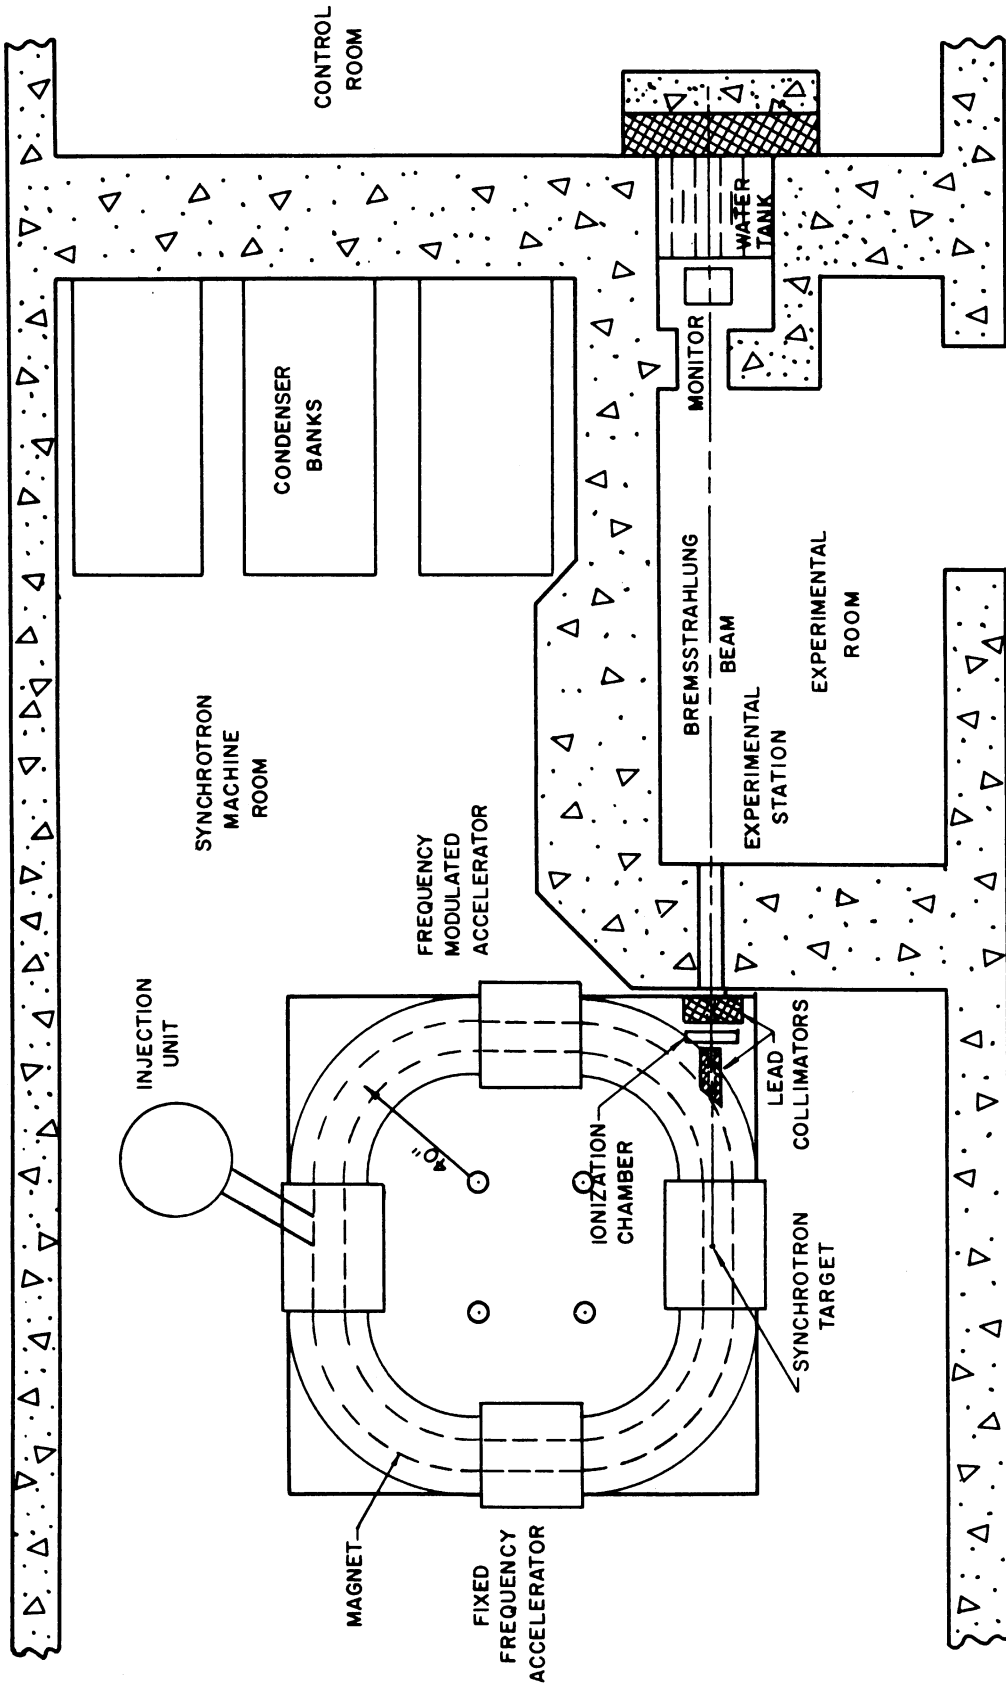 INJECTION
UNIT
SYNCHROTRON
MACHINE
ROOM
CONDENSER
BANKS
CONTROL
ROOM
MAGNET
40"
FREQUENCY
MODULATED
ACCELERATOR
FIXED
FREQUENCY
ACCELERATOR
IONIZATION
CHAMBER
LEAD
COLLIMATORS
SYNCHROTRON
TARGET
BREMSSTRAHLUNG
BEAM
MONITOR
WATER
TANK
EXPERIMENTAL
STATION
EXPERIMENTAL
ROOM